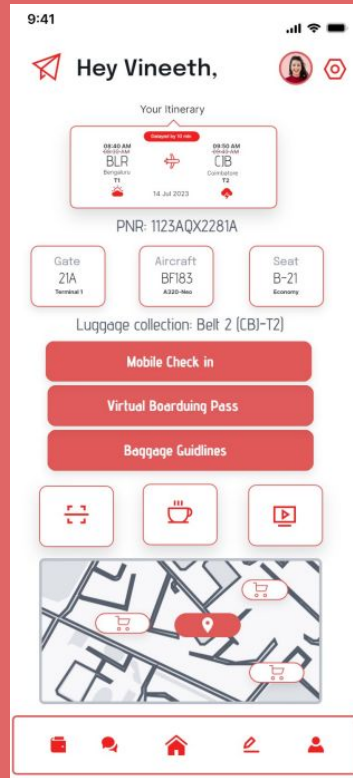 9:41
Hey Vineeth,
Your Itinerary
Delayed by 10 min
08:40 AM 09:50 AM
BLR CJB
Bengaluru Coimbatore
T1 T2
14 Jul 2023
PNR: 1123AQX2281A
Gate Aircraft Seat
21A BF183 B-21
Terminal 1 A320-Neo Economy
Luggage collection: Belt 2 (CBJ-T2)
Mobile Check in
Virtual Boarduing Pass
Baggage Guidlines